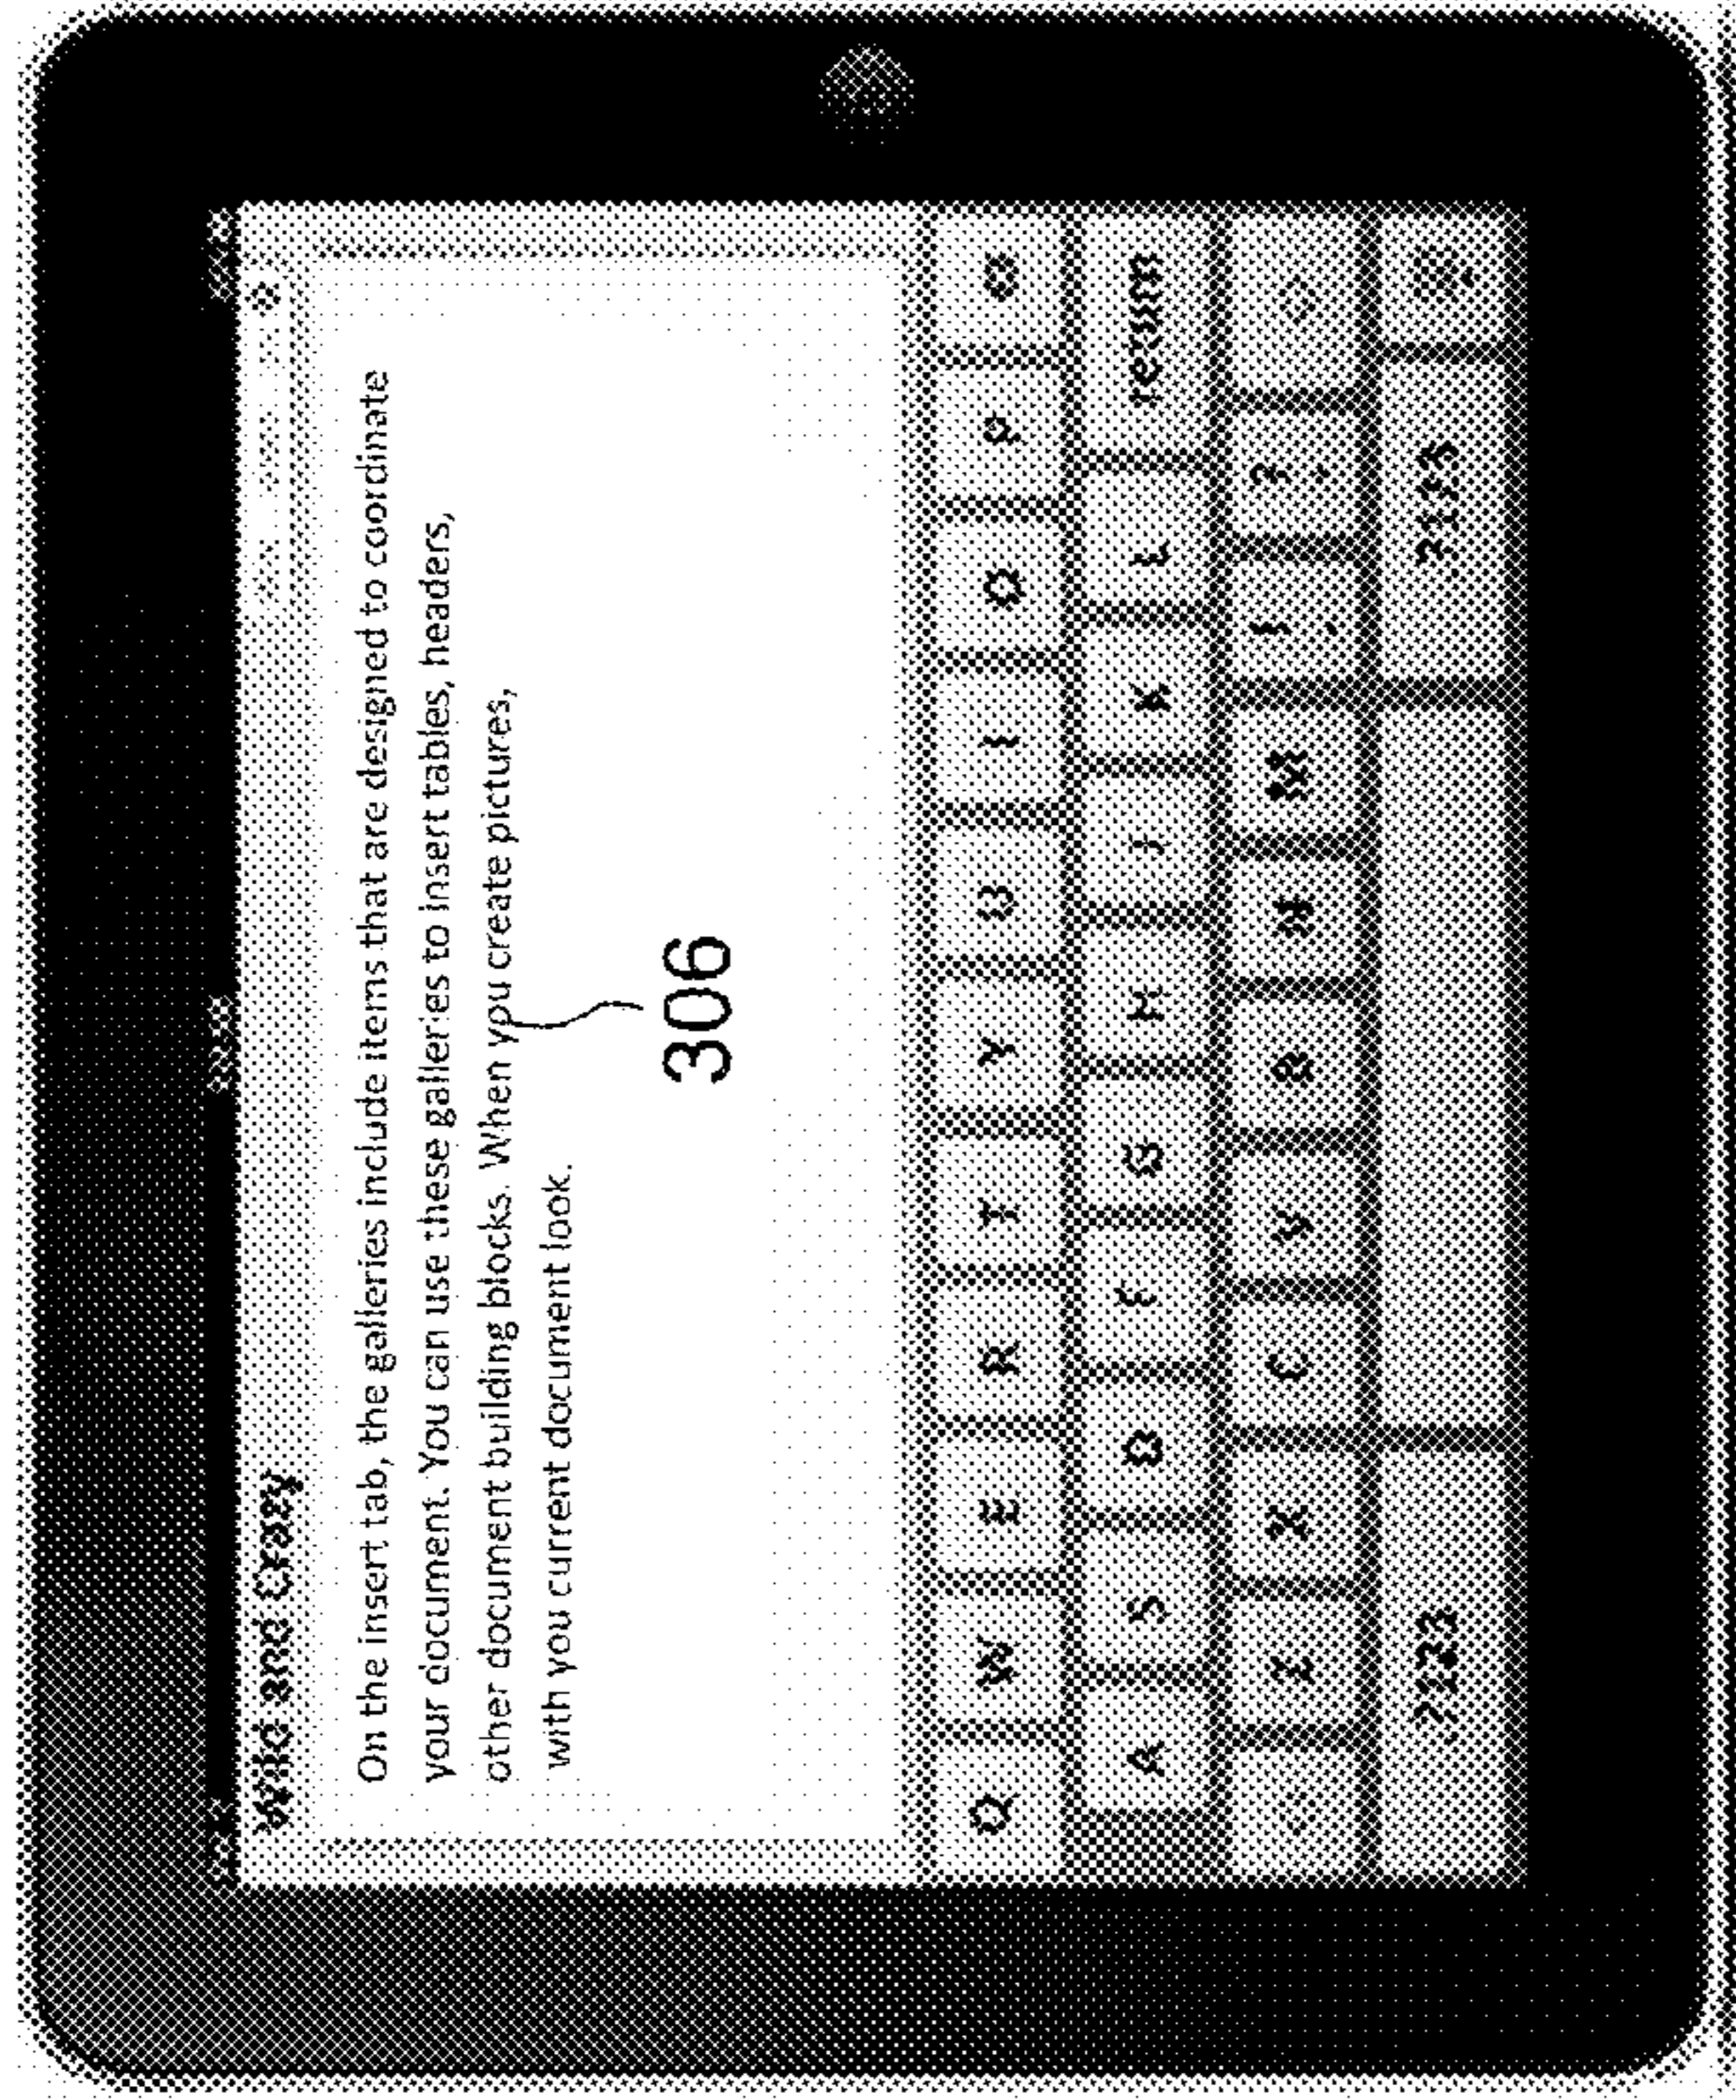 Wild and Crazy
On the insert tab, the galleries include items that are designed to coordinate
your document. You can use these galleries to insert tables, headers,
other document building blocks. When you create pictures,
with you current document look.
306
Q W E R T Y U I O P
A S D F G H J K L return
Z X C V B N M ! , ? .
.?123 .?123